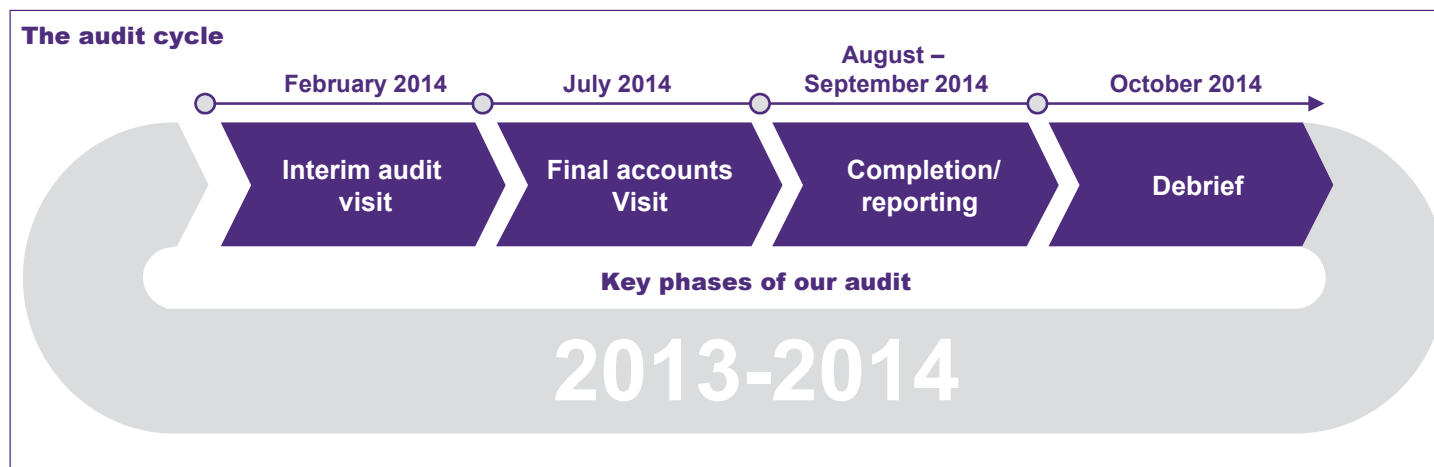 The audit cycle
February 2014
July 2014
August –
September 2014
October 2014
Interim audit
visit
Final accounts
Visit
Completion/
reporting
Debrief
Key phases of our audit
2013-2014